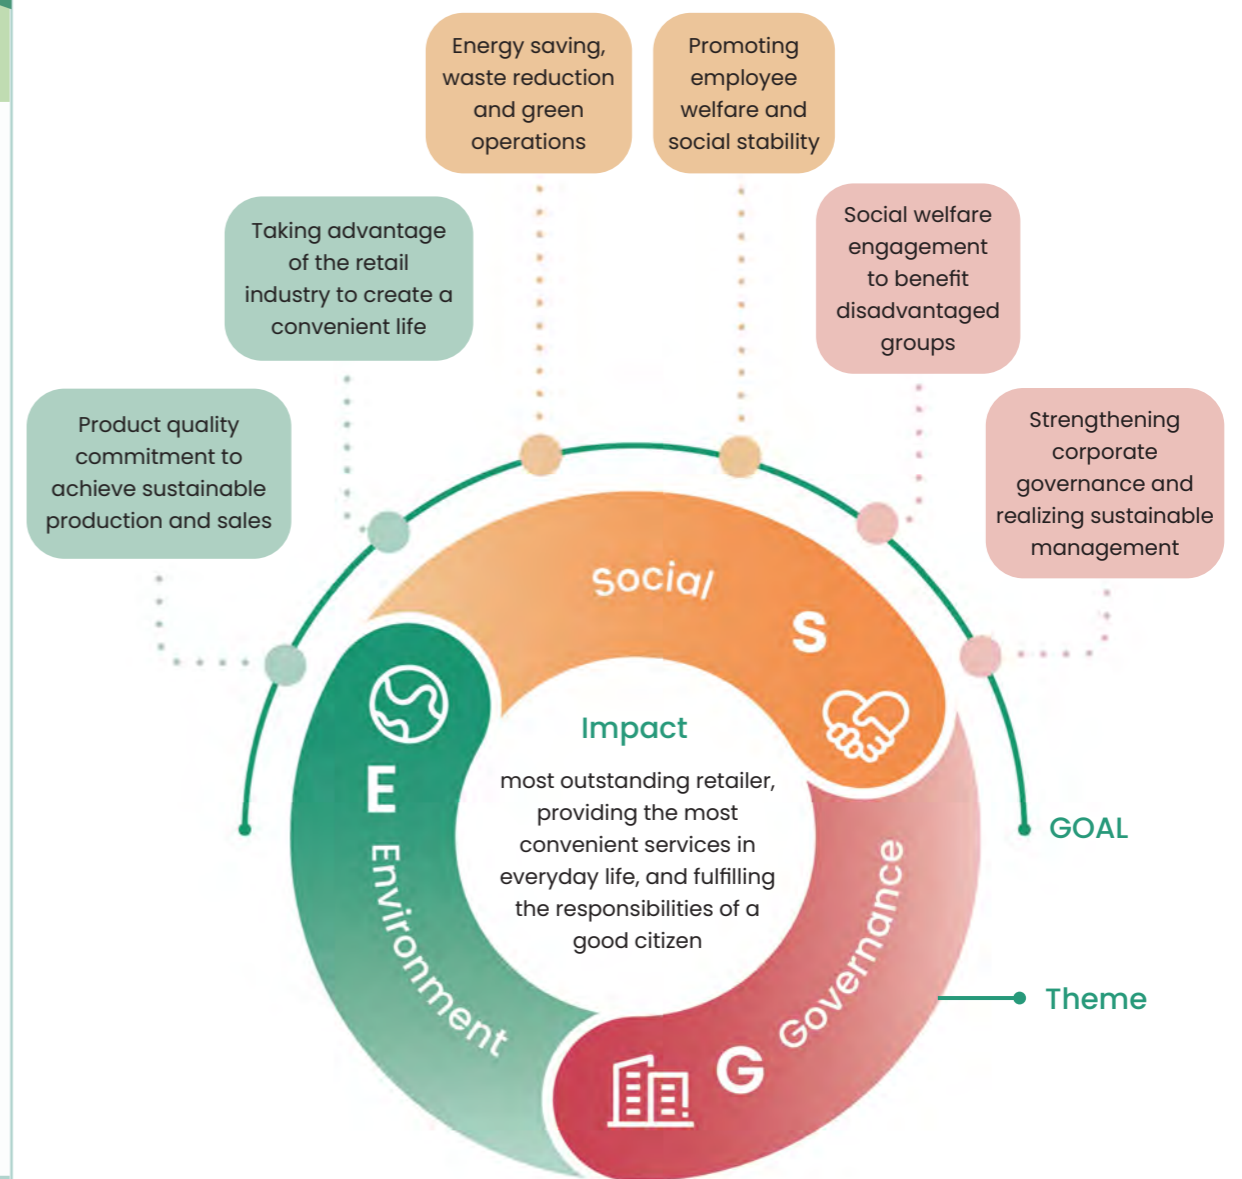 Energy saving,
waste reduction
and green
operations
Promoting
employee
welfare and
social stability
Taking advantage
of the retail
industry to create a
convenient life
Social welfare
engagement
to benefit
disadvantaged
groups
Product quality
commitment to
achieve sustainable
production and sales
Strengthening
corporate
governance and
realizing sustainable
management
Social
S
E
Environment
Impact
most outstanding retailer,
providing the most
convenient services in
everyday life, and fulfilling
the responsibilities of a
good citizen
G
Governance
GOAL
Theme